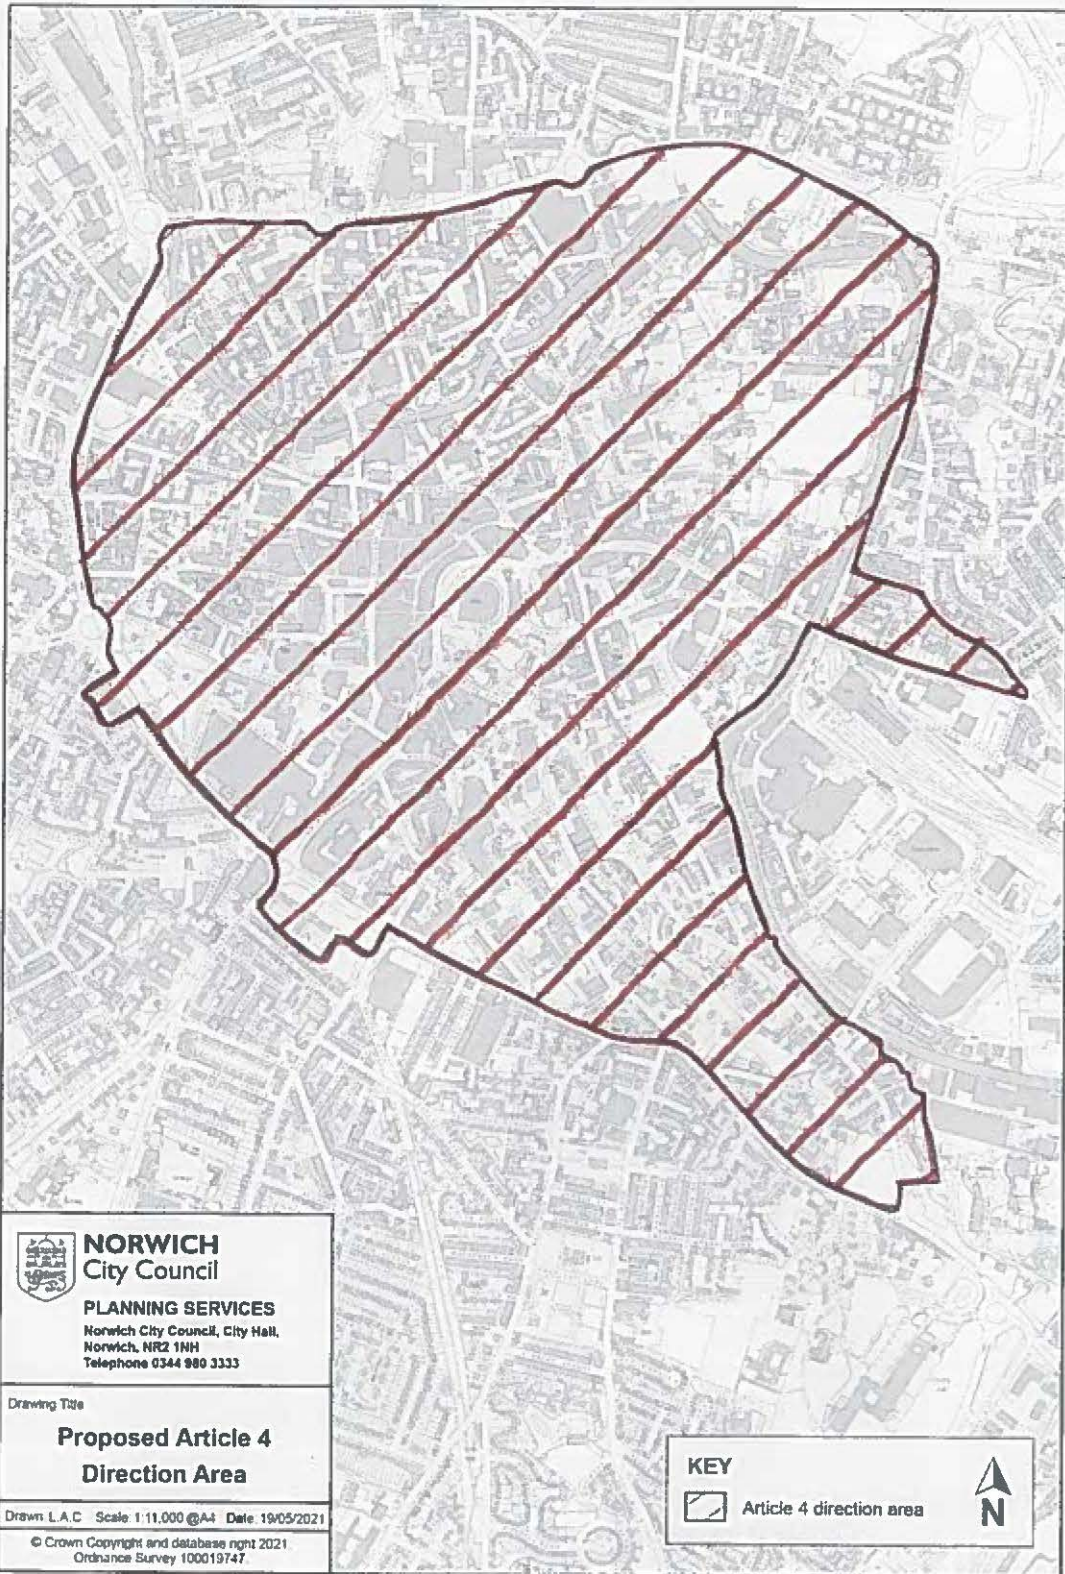 NORWICH
City Council
PLANNING SERVICES
Norwich City Council, City Hall,
Norwich, NR2 1NH
Telephone 0344 980 3333
Drawing Title
Proposed Article 4
Direction Area
Drawn L.A.C Scale 1:11,000 @A4 Date: 19/05/2021
© Crown Copyright and database right 2021
Ordnance Survey 100019747.
KEY
Article 4 direction area
N